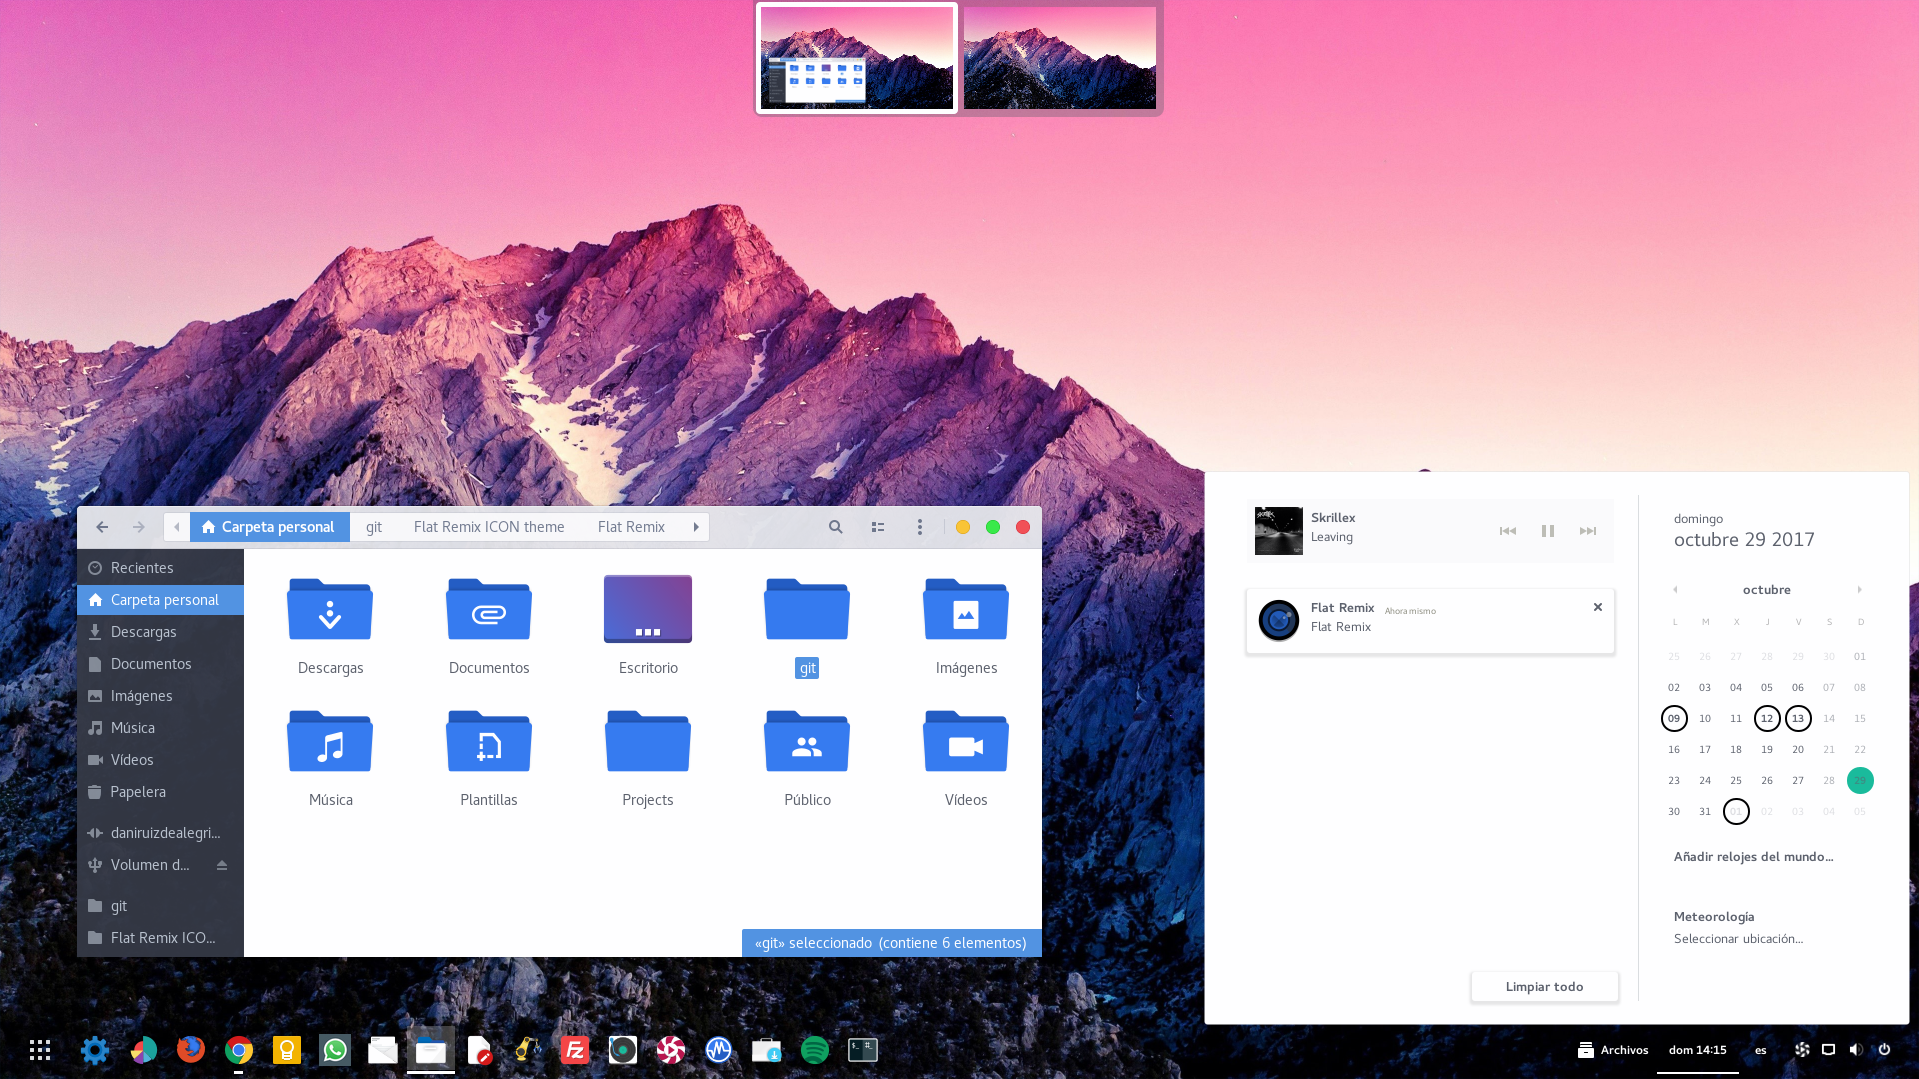 Carpeta personal
git
Flat Remix ICON theme
Flat Remix
Recientes
Carpeta personal
Descargas
Documentos
Imágenes
Música
Vídeos
Papelera
daniruizdealegri...
Volumen d...
git
Flat Remix ICO...
Descargas
Documentos
Escritorio
git
Imágenes
Música
Plantillas
Projects
Público
Vídeos
«git» seleccionado (contiene 6 elementos)
Skrillex
Leaving
Flat Remix Ahora mismo
Flat Remix
Limpiar todo
domingo
octubre 29 2017
octubre
L M X J V S D
25 26 27 28 29 30 01
02 03 04 05 06 07 08
09 10 11 12 13 14 15
16 17 18 19 20 21 22
23 24 25 26 27 28 29
30 31 01 02 03 04 05
Añadir relojes del mundo...
Meteorología
Seleccionar ubicación...
Fz
$_ #_
Archivos
dom 14:15
es